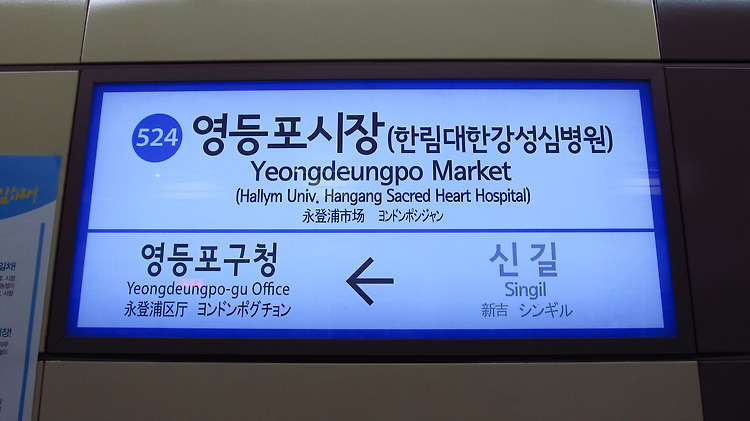 524 영등포시장 (한림대한강성심병원)
Yeongdeungpo Market
(Hallym Univ. Hangang Sacred Heart Hospital)
永登浦市场 ヨンドンポシジャン
영등포구청
Yeongdeungpo-gu Office
永登浦区厅 ヨンドンポグチョン
←
신길
Singil
新吉 シンギル